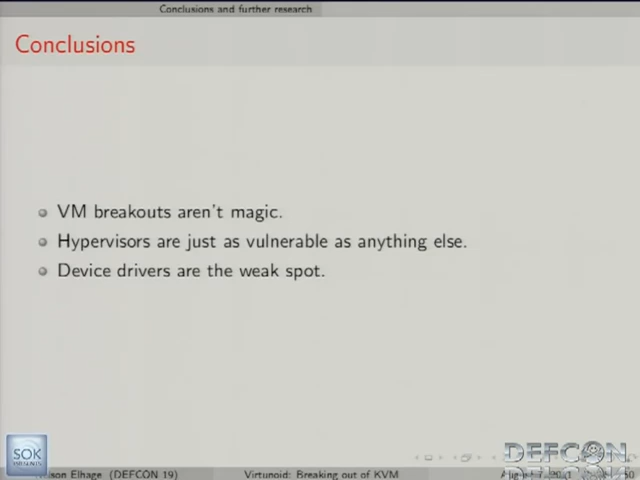 Conclusions and further research
Conclusions
VM breakouts aren't magic.
Hypervisors are just as vulnerable as anything else.
Device drivers are the weak spot.
SOK
DEFCON
Elhage (DEFCON 19)
Virtunoid: Breaking out of KVM